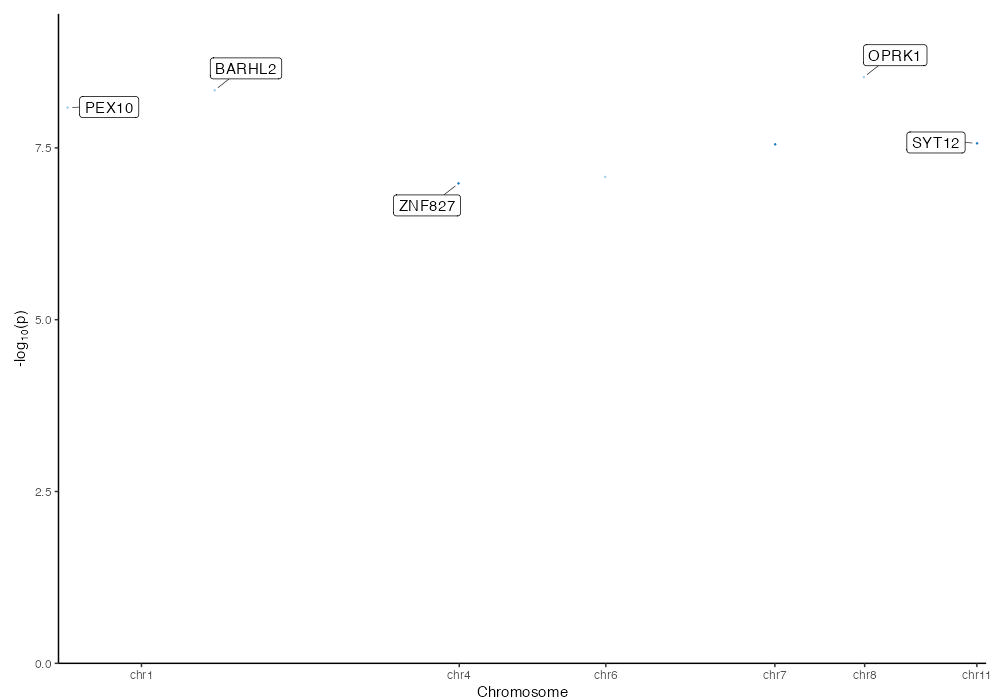 OPRK1
BARHL2
PEX10
SYT12
ZNF827
7.5
5.0
2.5
0.0
-log10(p)
chr1 chr4 chr6 chr7 chr8 chr11
Chromosome